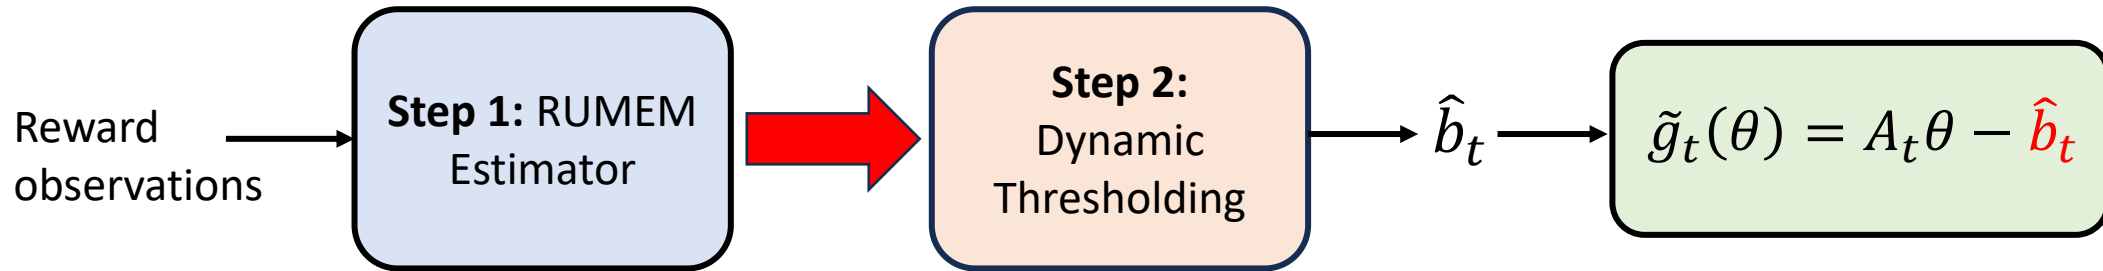 Reward
observations
Step 1: RUMEM
Estimator
Step 2:
Dynamic
Thresholding
b̂_t
g̃_t(θ) = A_tθ − b̂_t